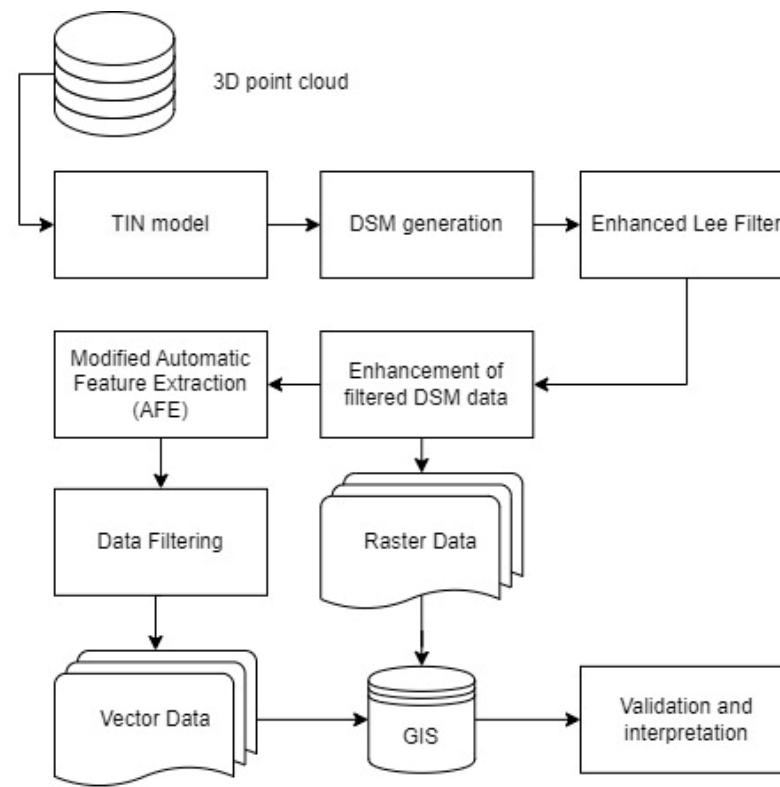 3D point cloud
TIN model
DSM generation
Enhanced Lee Filter
Modified Automatic
Feature Extraction
(AFE)
Enhancement of
filtered DSM data
Data Filtering
Raster Data
Vector Data
GIS
Validation and
interpretation